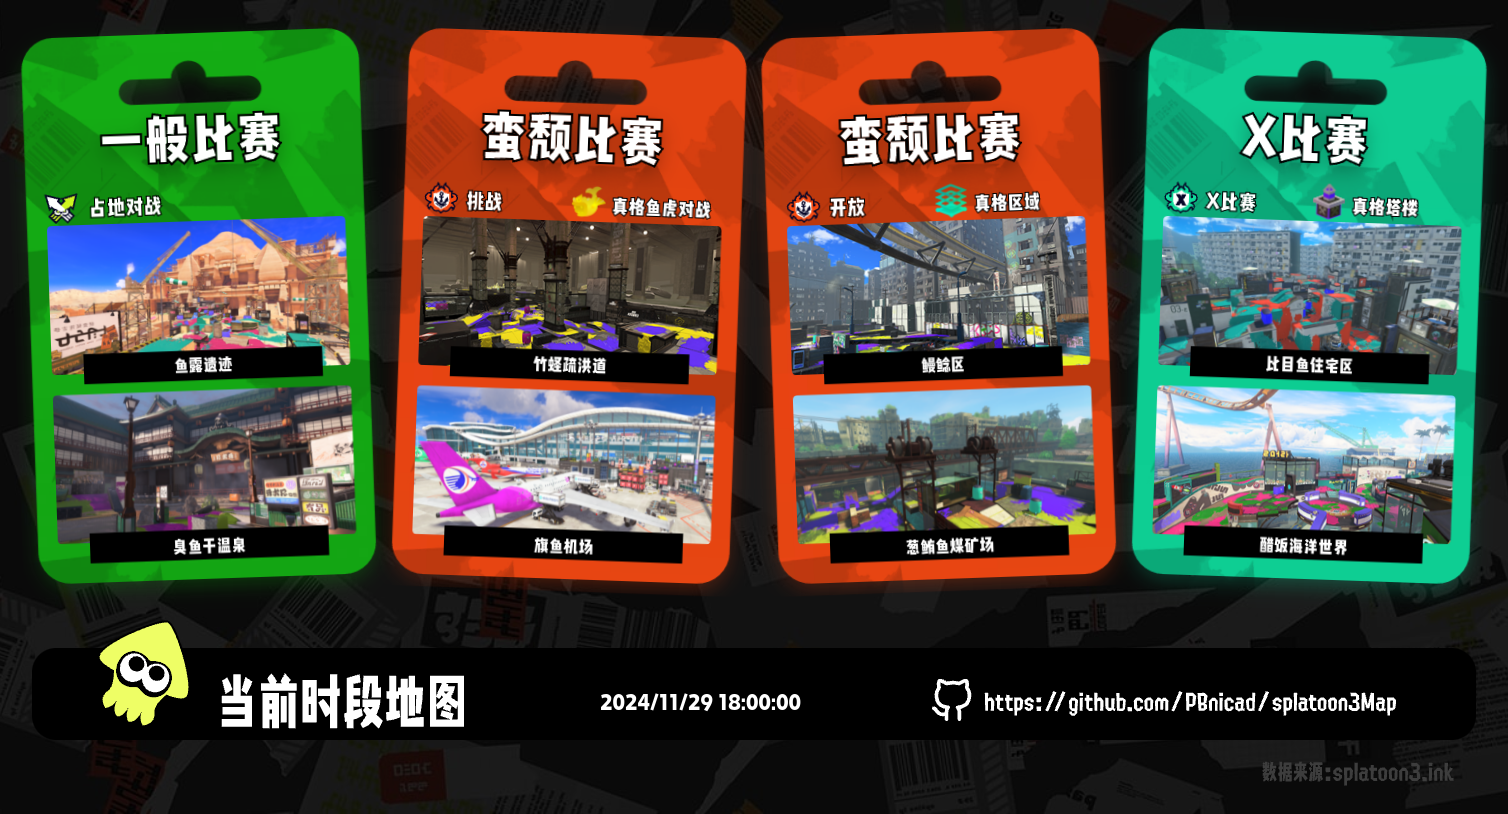 一般比赛
占地对战
鱼露遗迹
臭鱼干温泉
蛮颓比赛
挑战
真格鱼虎对战
竹蛏疏洪道
旗鱼机场
蛮颓比赛
开放
真格区域
鳗鲶区
葱鲔鱼煤矿场
X比赛
X比赛
真格塔楼
比目鱼住宅区
醋饭海洋世界
当前时段地图
2024/11/29 18:00:00
https://github.com/PBnicad/splatoon3Map
数据来源:splatoon3.ink